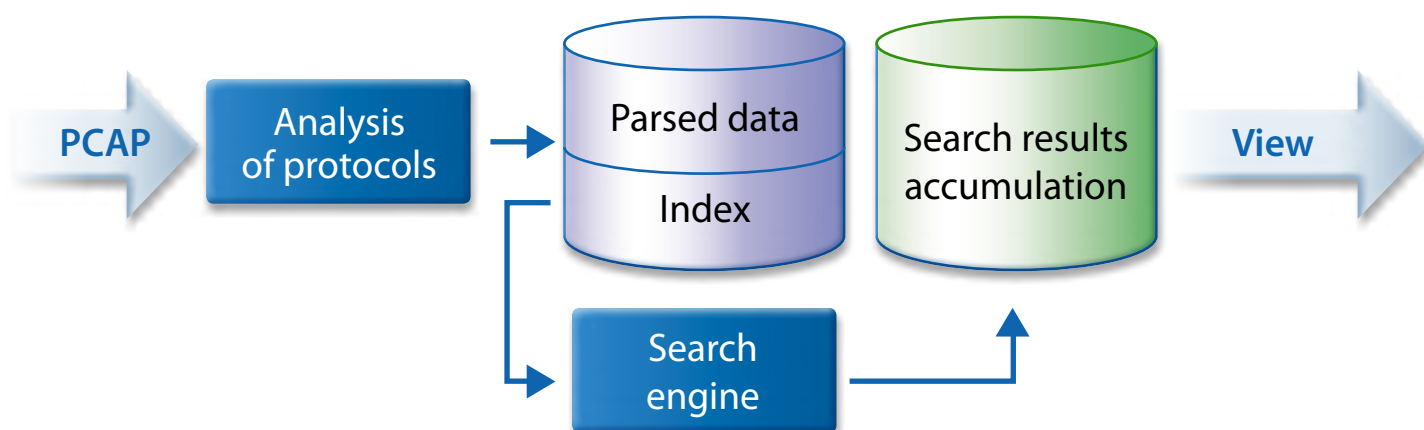 PCAP
Analysis
of protocols
Parsed data
Index
Search results
accumulation
View
Search
engine